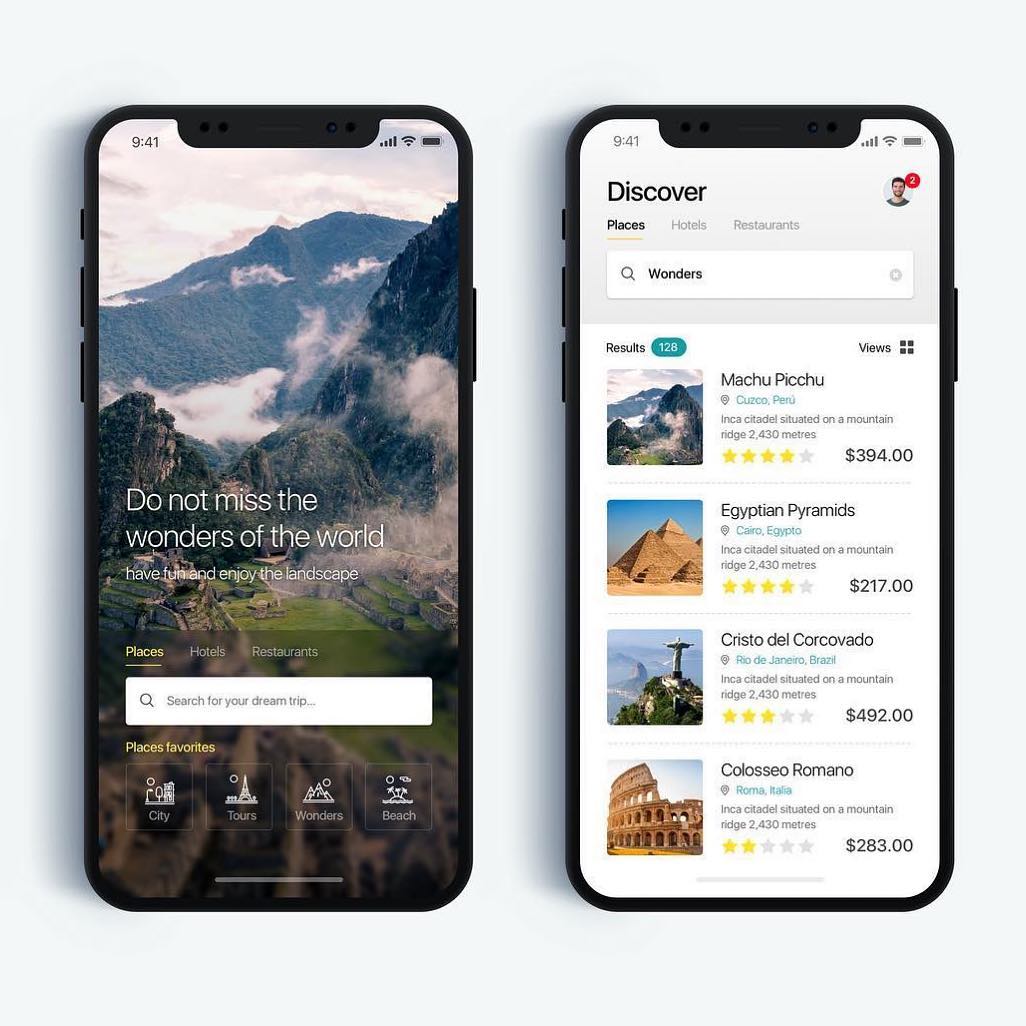 9:41
Do not miss the
wonders of the world
have fun and enjoy the landscape
Places Hotels Restaurants
Search for your dream trip...
Places favorites
City Tours Wonders Beach
9:41
Discover
2
Places Hotels Restaurants
Wonders
Results 128 Views
Machu Picchu
Cuzco, Perú
Inca citadel situated on a mountain
ridge 2,430 metres
$394.00
Egyptian Pyramids
Cairo, Egypto
Inca citadel situated on a mountain
ridge 2,430 metres
$217.00
Cristo del Corcovado
Rio de Janeiro, Brazil
Inca citadel situated on a mountain
ridge 2,430 metres
$492.00
Colosseo Romano
Roma, Italia
Inca citadel situated on a mountain
ridge 2,430 metres
$283.00